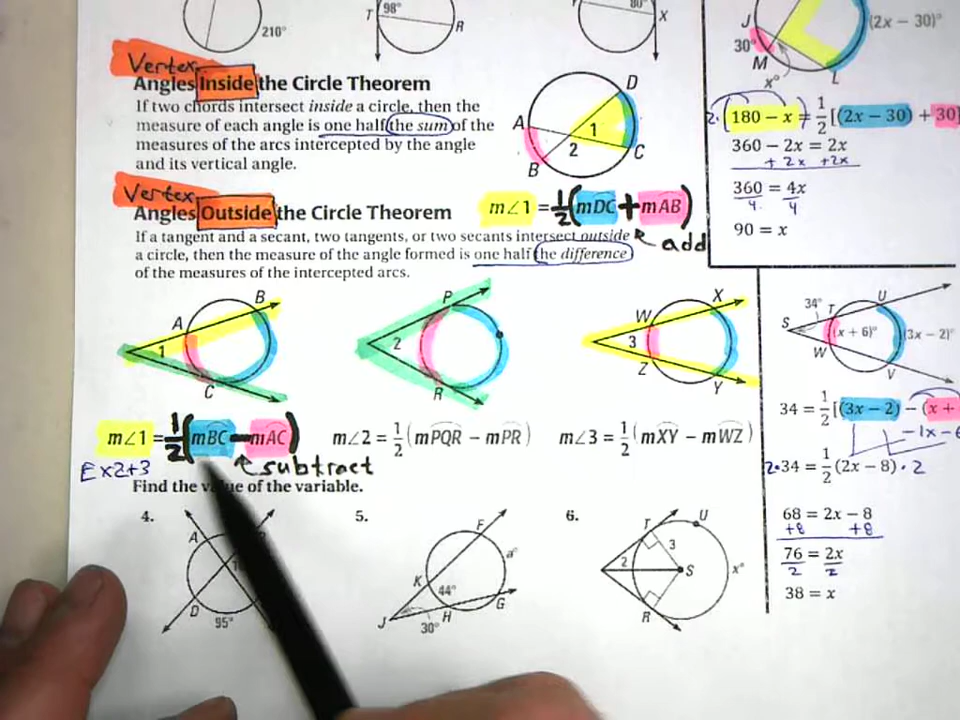 210°
T
98°
R
80°
X
J
30°
M
x°
L
(2x – 30)°
Vertex
Angles Inside the Circle Theorem
If two chords intersect inside a circle, then the
measure of each angle is one half the sum of the
measures of the arcs intercepted by the angle
and its vertical angle.
A
B
C
D
1
2
m∠1 = 1/2 (mDC + mAB)
add
2·(180 – x) = 1/2 [(2x – 30) + 30]
360 – 2x = 2x
+ 2x +2x
360 = 4x
4 4
90 = x
Vertex
Angles Outside the Circle Theorem
If a tangent and a secant, two tangents, or two secants intersect outside
a circle, then the measure of the angle formed is one half the difference
of the measures of the intercepted arcs.
A
B
C
1
P
R
2
W
X
Z
Y
3
m∠1 = 1/2 (mBC – mAC)
m∠2 = 1/2 (mPQR – mPR)
m∠3 = 1/2 (mXY – mWZ)
Ex 2+3
subtract
S
34°
T
U
W
V
(x + 6)°
(3x – 2)°
34 = 1/2 [(3x – 2) – (x +
–1x – 6
2·34 = 1/2 (2x – 8)·2
68 = 2x – 8
+8 +8
76 = 2x
2 2
38 = x
Find the value of the variable.
4.
A
D
95°
5.
F
K
44°
a°
G
H
J
30°
6.
T
U
3
2
S
x°
R